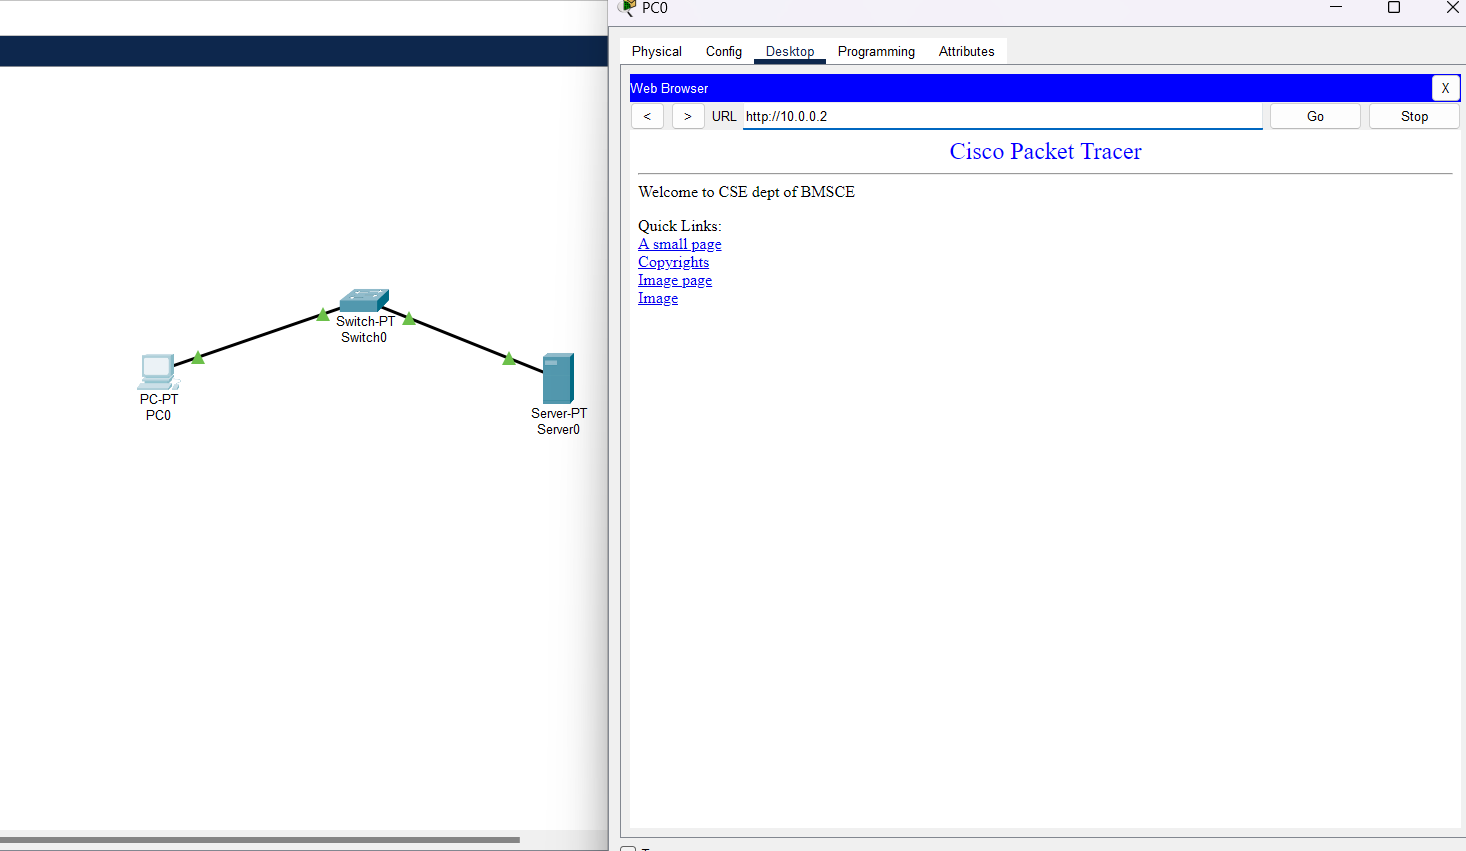 PC0
Physical Config Desktop Programming Attributes
Web Browser X
< > URL http://10.0.0.2 Go Stop
Cisco Packet Tracer
Welcome to CSE dept of BMSCE
Quick Links:
A small page
Copyrights
Image page
Image
Switch-PT
Switch0
PC-PT
PC0
Server-PT
Server0